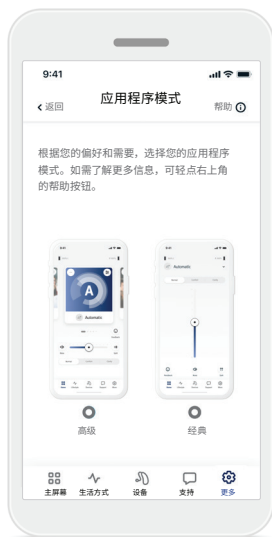 9:41
返回
应用程序模式
帮助
根据您的偏好和需要，选择您的应用程序
模式。如需了解更多信息，可轻点右上角
的帮助按钮。
A
Automatic
Automatic
高级
经典
主屏幕
生活方式
设备
支持
更多